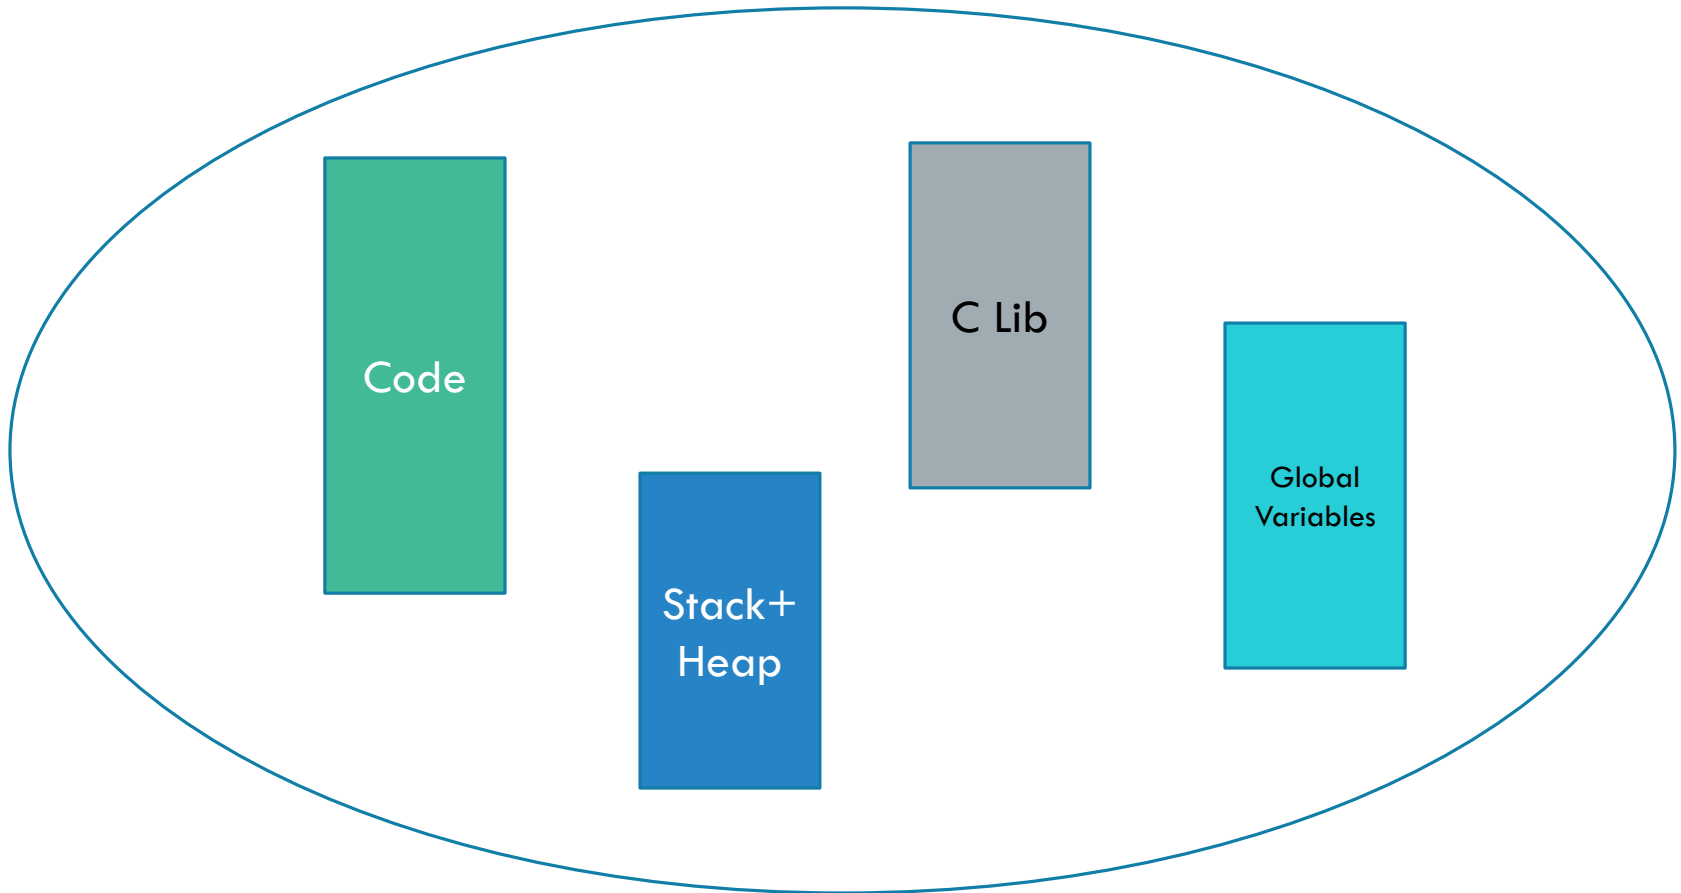 Code
Stack+
Heap
C Lib
Global
Variables